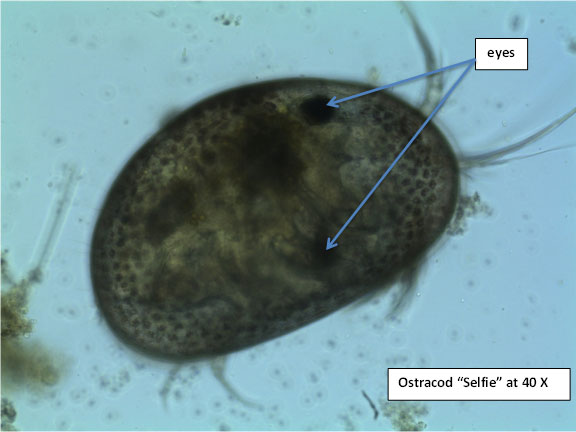 eyes
Ostracod “Selfie” at 40 X